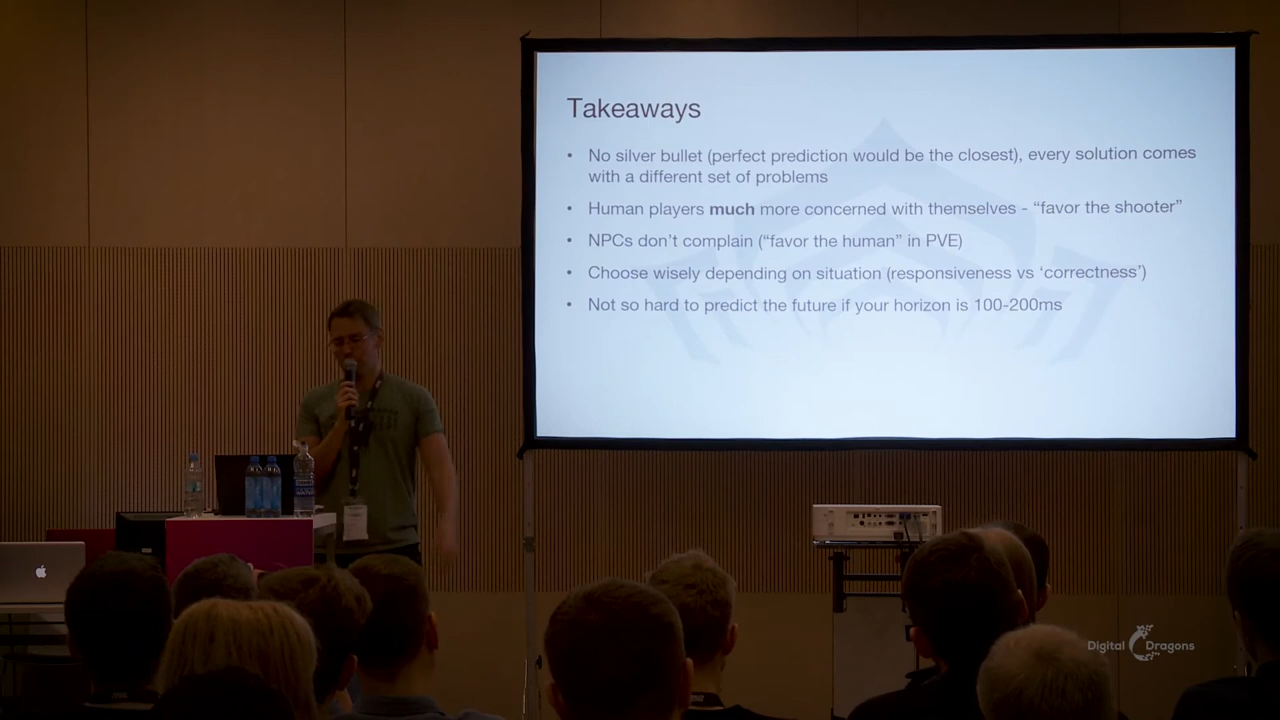 Takeaways
• No silver bullet (perfect prediction would be the closest), every solution comes
with a different set of problems
• Human players much more concerned with themselves - “favor the shooter”
• NPCs don’t complain (“favor the human” in PVE)
• Choose wisely depending on situation (responsiveness vs ‘correctness’)
• Not so hard to predict the future if your horizon is 100-200ms
Digital Dragons